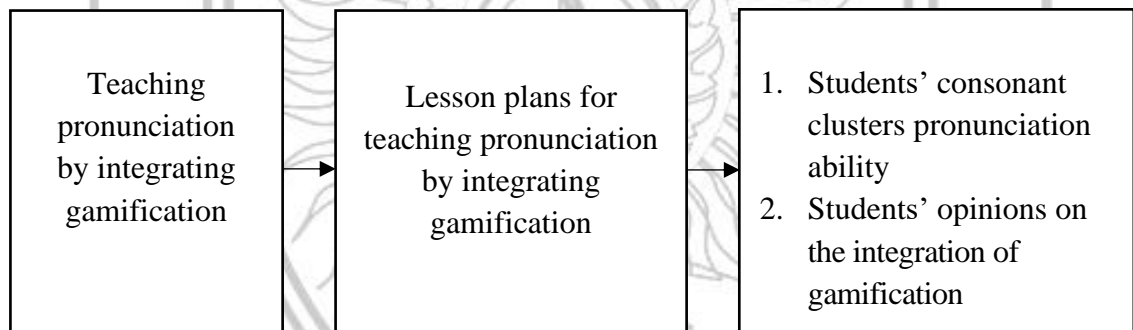 Teaching
pronunciation
by integrating
gamification
Lesson plans for
teaching pronunciation
by integrating
gamification
1. Students’ consonant
clusters pronunciation
ability
2. Students’ opinions on
the integration of
gamification